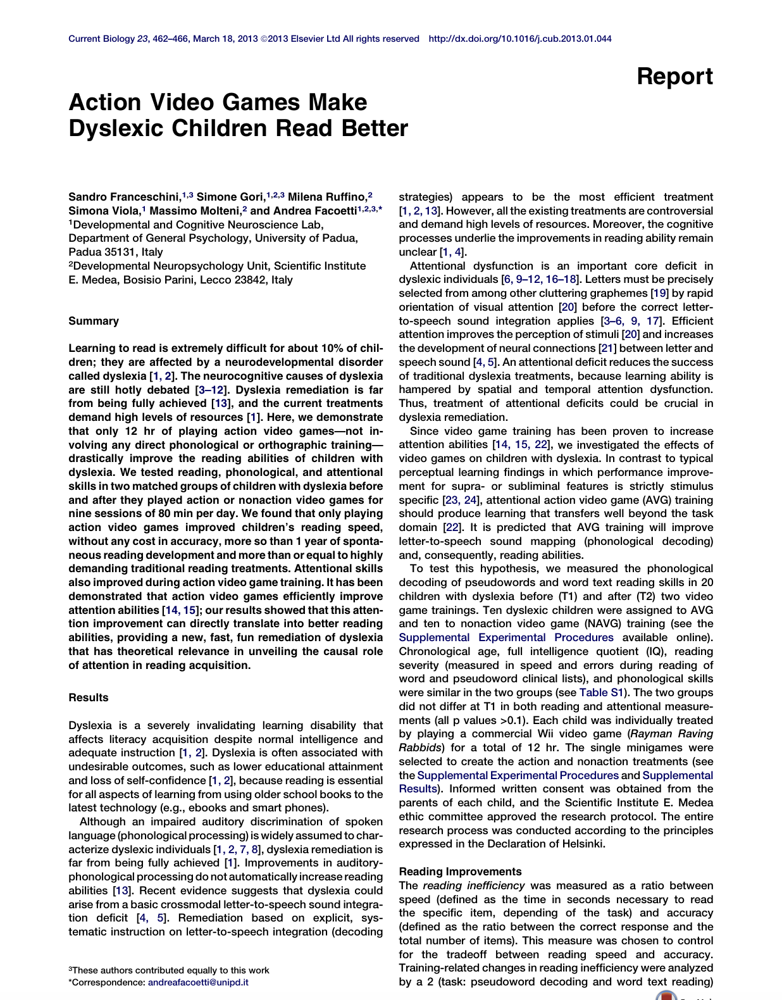 Current Biology 23, 462–466, March 18, 2013 ©2013 Elsevier Ltd All rights reserved http://dx.doi.org/10.1016/j.cub.2013.01.044
Report
Action Video Games Make
Dyslexic Children Read Better
Sandro Franceschini,1,3 Simone Gori,1,2,3 Milena Ruffino,2
Simona Viola,1 Massimo Molteni,2 and Andrea Facoetti1,2,3,*
1Developmental and Cognitive Neuroscience Lab,
Department of General Psychology, University of Padua,
Padua 35131, Italy
2Developmental Neuropsychology Unit, Scientific Institute
E. Medea, Bosisio Parini, Lecco 23842, Italy
Summary
Learning to read is extremely difficult for about 10% of chil-
dren; they are affected by a neurodevelopmental disorder
called dyslexia [1, 2]. The neurocognitive causes of dyslexia
are still hotly debated [3–12]. Dyslexia remediation is far
from being fully achieved [13], and the current treatments
demand high levels of resources [1]. Here, we demonstrate
that only 12 hr of playing action video games—not in-
volving any direct phonological or orthographic training—
drastically improve the reading abilities of children with
dyslexia. We tested reading, phonological, and attentional
skills in two matched groups of children with dyslexia before
and after they played action or nonaction video games for
nine sessions of 80 min per day. We found that only playing
action video games improved children's reading speed,
without any cost in accuracy, more so than 1 year of sponta-
neous reading development and more than or equal to highly
demanding traditional reading treatments. Attentional skills
also improved during action video game training. It has been
demonstrated that action video games efficiently improve
attention abilities [14, 15]; our results showed that this atten-
tion improvement can directly translate into better reading
abilities, providing a new, fast, fun remediation of dyslexia
that has theoretical relevance in unveiling the causal role
of attention in reading acquisition.
Results
Dyslexia is a severely invalidating learning disability that
affects literacy acquisition despite normal intelligence and
adequate instruction [1, 2]. Dyslexia is often associated with
undesirable outcomes, such as lower educational attainment
and loss of self-confidence [1, 2], because reading is essential
for all aspects of learning from using older school books to the
latest technology (e.g., ebooks and smart phones).
Although an impaired auditory discrimination of spoken
language (phonological processing) is widely assumed to char-
acterize dyslexic individuals [1, 2, 7, 8], dyslexia remediation is
far from being fully achieved [1]. Improvements in auditory-
phonological processing do not automatically increase reading
abilities [13]. Recent evidence suggests that dyslexia could
arise from a basic crossmodal letter-to-speech sound integra-
tion deficit [4, 5]. Remediation based on explicit, sys-
tematic instruction on letter-to-speech integration (decoding
3These authors contributed equally to this work
*Correspondence: andreafacoetti@unipd.it
strategies) appears to be the most efficient treatment
[1, 2, 13]. However, all the existing treatments are controversial
and demand high levels of resources. Moreover, the cognitive
processes underlie the improvements in reading ability remain
unclear [1, 4].
Attentional dysfunction is an important core deficit in
dyslexic individuals [6, 9–12, 16–18]. Letters must be precisely
selected from among other cluttering graphemes [19] by rapid
orientation of visual attention [20] before the correct letter-
to-speech sound integration applies [3–6, 9, 17]. Efficient
attention improves the perception of stimuli [20] and increases
the development of neural connections [21] between letter and
speech sound [4, 5]. An attentional deficit reduces the success
of traditional dyslexia treatments, because learning ability is
hampered by spatial and temporal attention dysfunction.
Thus, treatment of attentional deficits could be crucial in
dyslexia remediation.
Since video game training has been proven to increase
attention abilities [14, 15, 22], we investigated the effects of
video games on children with dyslexia. In contrast to typical
perceptual learning findings in which performance improve-
ment for supra- or subliminal features is strictly stimulus
specific [23, 24], attentional action video game (AVG) training
should produce learning that transfers well beyond the task
domain [22]. It is predicted that AVG training will improve
letter-to-speech sound mapping (phonological decoding)
and, consequently, reading abilities.
To test this hypothesis, we measured the phonological
decoding of pseudowords and word text reading skills in 20
children with dyslexia before (T1) and after (T2) two video
game trainings. Ten dyslexic children were assigned to AVG
and ten to nonaction video game (NAVG) training (see the
Supplemental Experimental Procedures available online).
Chronological age, full intelligence quotient (IQ), reading
severity (measured in speed and errors during reading of
word and pseudoword clinical lists), and phonological skills
were similar in the two groups (see Table S1). The two groups
did not differ at T1 in both reading and attentional measure-
ments (all p values >0.1). Each child was individually treated
by playing a commercial Wii video game (Rayman Raving
Rabbids) for a total of 12 hr. The single minigames were
selected to create the action and nonaction treatments (see
the Supplemental Experimental Procedures and Supplemental
Results). Informed written consent was obtained from the
parents of each child, and the Scientific Institute E. Medea
ethic committee approved the research protocol. The entire
research process was conducted according to the principles
expressed in the Declaration of Helsinki.
Reading Improvements
The reading inefficiency was measured as a ratio between
speed (defined as the time in seconds necessary to read
the specific item, depending of the task) and accuracy
(defined as the ratio between the correct response and the
total number of items). This measure was chosen to control
for the tradeoff between reading speed and accuracy.
Training-related changes in reading inefficiency were analyzed
by a 2 (task: pseudoword decoding and word text reading)